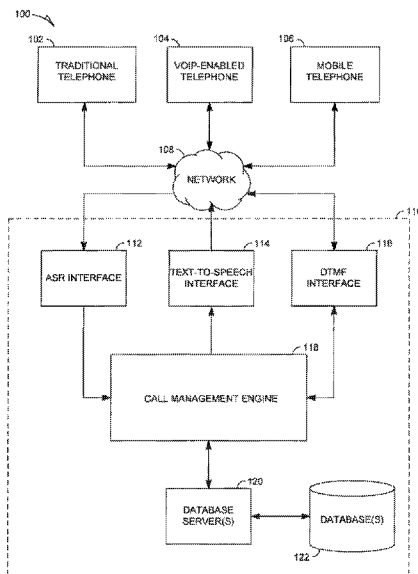 100
102
TRADITIONAL
TELEPHONE
104
VOIP-ENABLED
TELEPHONE
106
MOBILE
TELEPHONE
108
NETWORK
110
112
ASR INTERFACE
114
TEXT-TO-SPEECH
INTERFACE
116
DTMF
INTERFACE
118
CALL MANAGEMENT ENGINE
120
DATABASE
SERVER(S)
DATABASE(S)
122